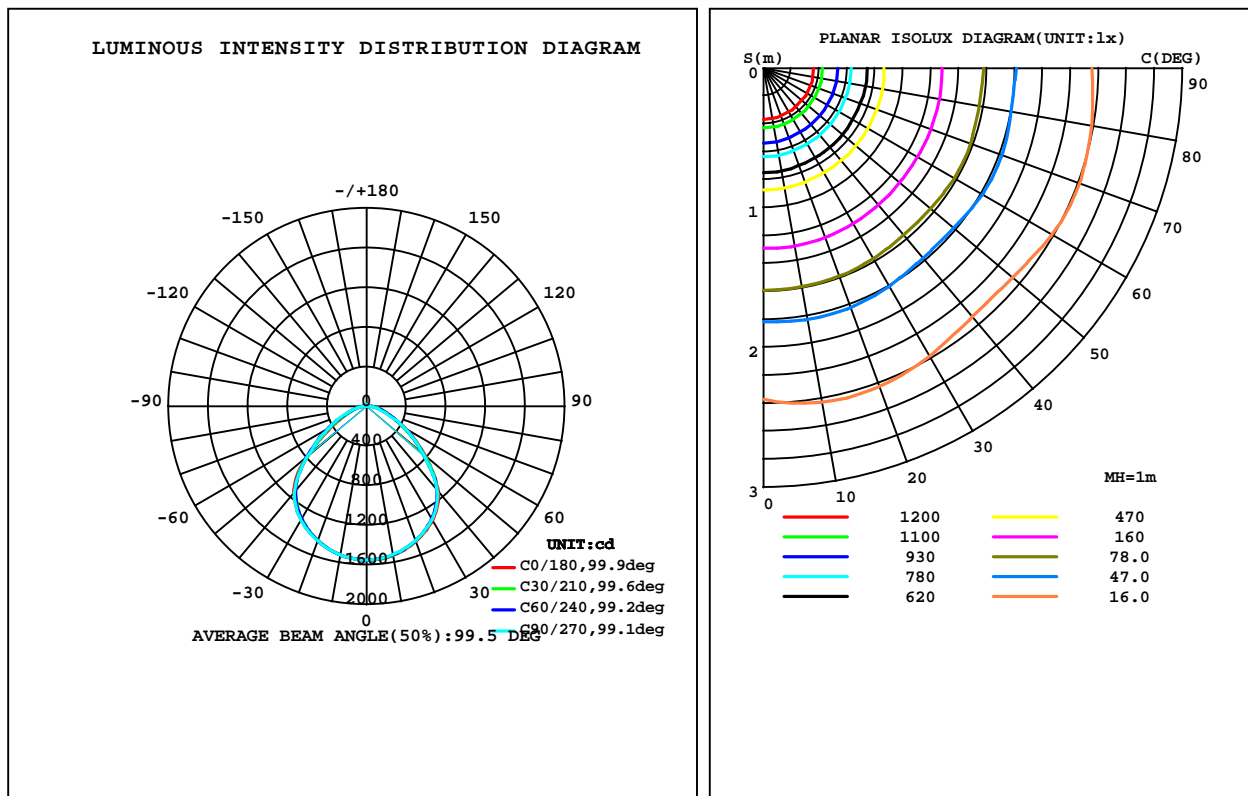 LUMINOUS INTENSITY DISTRIBUTION DIAGRAM
-/+180
-150 150
-120 120
-90 90
-60 60
-30 30
0
0
400
800
1200
1600
2000
UNIT:cd
C0/180,99.9deg
C30/210,99.6deg
C60/240,99.2deg
C90/270,99.1deg
AVERAGE BEAM ANGLE(50%):99.5 DEG
PLANAR ISOLUX DIAGRAM(UNIT:lx)
S(m) C(DEG)
0 90
80
1
70
60
2
50
40
30
3 20
0 10
MH=1m
1200 470
1100 160
930 78.0
780 47.0
620 16.0